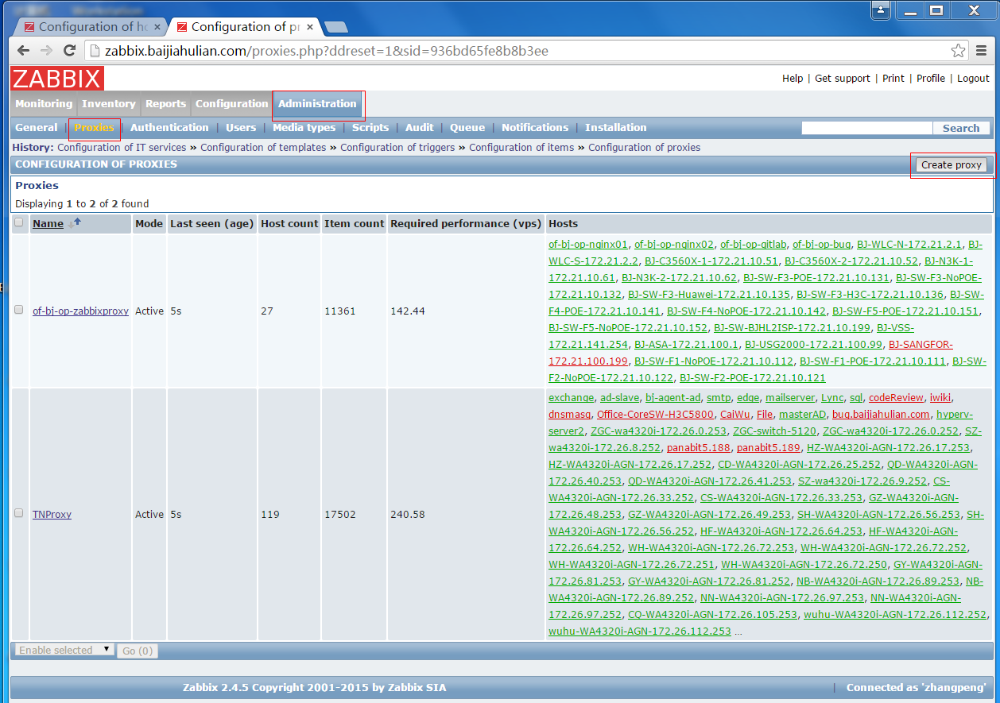 Configuration of ho
Configuration of pr
zabbix.baijiahulian.com/proxies.php?ddreset=1&sid=936bd65fe8b8b3ee
ZABBIX
Help | Get support | Print | Profile | Logout
Monitoring Inventory Reports Configuration Administration
General | Proxies | Authentication | Users | Media types | Scripts | Audit | Queue | Notifications | Installation Search
History: Configuration of IT services » Configuration of templates » Configuration of triggers » Configuration of items » Configuration of proxies
CONFIGURATION OF PROXIES Create proxy
Proxies
Displaying 1 to 2 of 2 found
Name Mode Last seen (age) Host count Item count Required performance (vps) Hosts
of-bj-op-zabbixproxy Active 5s 27 11361 142.44
of-bj-op-nginx01, of-bj-op-nginx02, of-bj-op-gitlab, of-bj-op-bug, BJ-WLC-N-172.21.2.1, BJ-
WLC-S-172.21.2.2, BJ-C3560X-1-172.21.10.51, BJ-C3560X-2-172.21.10.52, BJ-N3K-1-
172.21.10.61, BJ-N3K-2-172.21.10.62, BJ-SW-F3-POE-172.21.10.131, BJ-SW-F3-NoPOE-
172.21.10.132, BJ-SW-F3-Huawei-172.21.10.135, BJ-SW-F3-H3C-172.21.10.136, BJ-SW-
F4-POE-172.21.10.141, BJ-SW-F4-NoPOE-172.21.10.142, BJ-SW-F5-POE-172.21.10.151,
BJ-SW-F5-NoPOE-172.21.10.152, BJ-SW-BJHL2ISP-172.21.10.199, BJ-VSS-
172.21.141.254, BJ-ASA-172.21.100.1, BJ-USG2000-172.21.100.99, BJ-SANGFOR-
172.21.100.199, BJ-SW-F1-NoPOE-172.21.10.112, BJ-SW-F1-POE-172.21.10.111, BJ-SW-
F2-NoPOE-172.21.10.122, BJ-SW-F2-POE-172.21.10.121
TNProxy Active 5s 119 17502 240.58
exchange, ad-slave, bj-agent-ad, smtp, edge, mailserver, Lync, sql, codeReview, iwiki,
dnsmasq, Office-CoreSW-H3C5800, CaiWu, File, masterAD, bug.baijiahulian.com, hyperv-
server2, ZGC-wa4320i-172.26.0.253, ZGC-switch-5120, ZGC-wa4320i-172.26.0.252, SZ-
wa4320i-172.26.8.252, panabit5.188, panabit5.189, HZ-WA4320i-AGN-172.26.17.253,
HZ-WA4320i-AGN-172.26.17.252, CD-WA4320i-AGN-172.26.25.252, QD-WA4320i-AGN-
172.26.40.253, QD-WA4320i-AGN-172.26.41.253, SZ-wa4320i-172.26.9.252, CS-
WA4320i-AGN-172.26.33.252, CS-WA4320i-AGN-172.26.33.253, GZ-WA4320i-AGN-
172.26.48.253, GZ-WA4320i-AGN-172.26.49.253, SH-WA4320i-AGN-172.26.56.253, SH-
WA4320i-AGN-172.26.56.252, HF-WA4320i-AGN-172.26.64.253, HF-WA4320i-AGN-
172.26.64.252, WH-WA4320i-AGN-172.26.72.253, WH-WA4320i-AGN-172.26.72.252,
WH-WA4320i-AGN-172.26.72.251, WH-WA4320i-AGN-172.26.72.250, GY-WA4320i-AGN-
172.26.81.253, GY-WA4320i-AGN-172.26.81.252, NB-WA4320i-AGN-172.26.89.253, NB-
WA4320i-AGN-172.26.89.252, NN-WA4320i-AGN-172.26.97.253, NN-WA4320i-AGN-
172.26.97.252, CQ-WA4320i-AGN-172.26.105.253, wuhu-WA4320i-AGN-172.26.112.252,
wuhu-WA4320i-AGN-172.26.112.253 ...
Enable selected Go (0)
Zabbix 2.4.5 Copyright 2001-2015 by Zabbix SIA | Connected as 'zhangpeng'